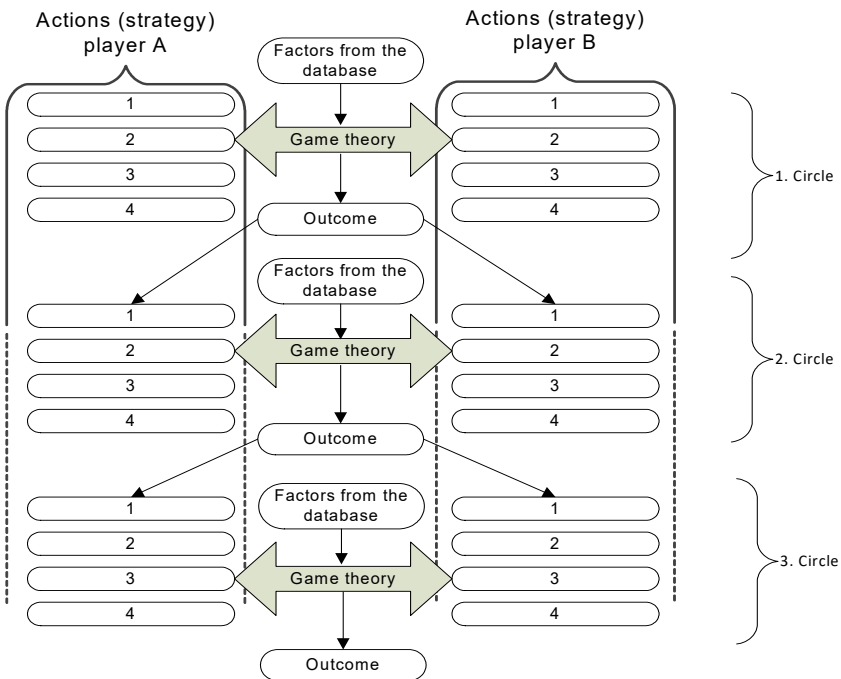 Actions (strategy)
player A
Factors from the
database
Actions (strategy)
player B
1
1
2
Game theory
2
3
3
1. Circle
4
Outcome
4
Factors from the
database
1
1
2
Game theory
2
2. Circle
3
3
4
Outcome
4
Factors from the
database
1
1
2
2
3
Game theory
3
3. Circle
4
4
Outcome